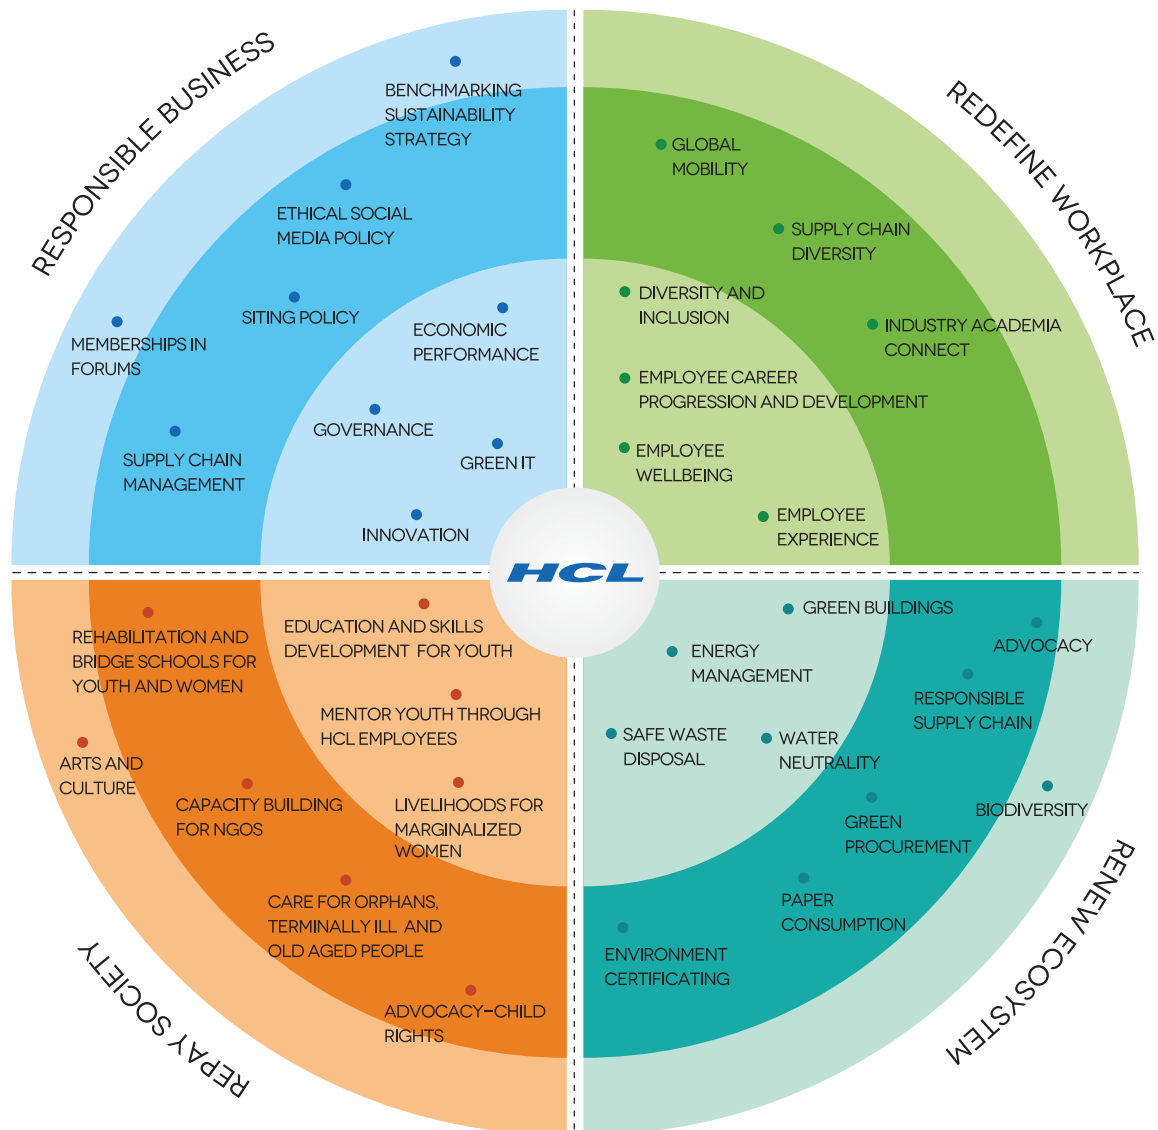 RESPONSIBLE BUSINESS
BENCHMARKING
SUSTAINABILITY
STRATEGY
ETHICAL SOCIAL
MEDIA POLICY
SITING POLICY
MEMBERSHIPS IN
FORUMS
ECONOMIC
PERFORMANCE
GOVERNANCE
GREEN IT
SUPPLY CHAIN
MANAGEMENT
INNOVATION
REDEFINE WORKPLACE
GLOBAL
MOBILITY
SUPPLY CHAIN
DIVERSITY
DIVERSITY AND
INCLUSION
INDUSTRY ACADEMIA
CONNECT
EMPLOYEE CAREER
PROGRESSION AND DEVELOPMENT
EMPLOYEE
WELLBEING
EMPLOYEE
EXPERIENCE
HCL
REHABILITATION AND
BRIDGE SCHOOLS FOR
YOUTH AND WOMEN
EDUCATION AND SKILLS
DEVELOPMENT FOR YOUTH
MENTOR YOUTH THROUGH
HCL EMPLOYEES
ARTS AND
CULTURE
CAPACITY BUILDING
FOR NGOS
LIVELIHOODS FOR
MARGINALIZED
WOMEN
CARE FOR ORPHANS,
TERMINALLY ILL AND
OLD AGED PEOPLE
ADVOCACY-CHILD
RIGHTS
REPAY SOCIETY
GREEN BUILDINGS
ADVOCACY
ENERGY
MANAGEMENT
RESPONSIBLE
SUPPLY CHAIN
SAFE WASTE
DISPOSAL
WATER
NEUTRALITY
BIODIVERSITY
GREEN
PROCUREMENT
PAPER
CONSUMPTION
ENVIRONMENT
CERTIFICATING
RENEW ECOSYSTEM